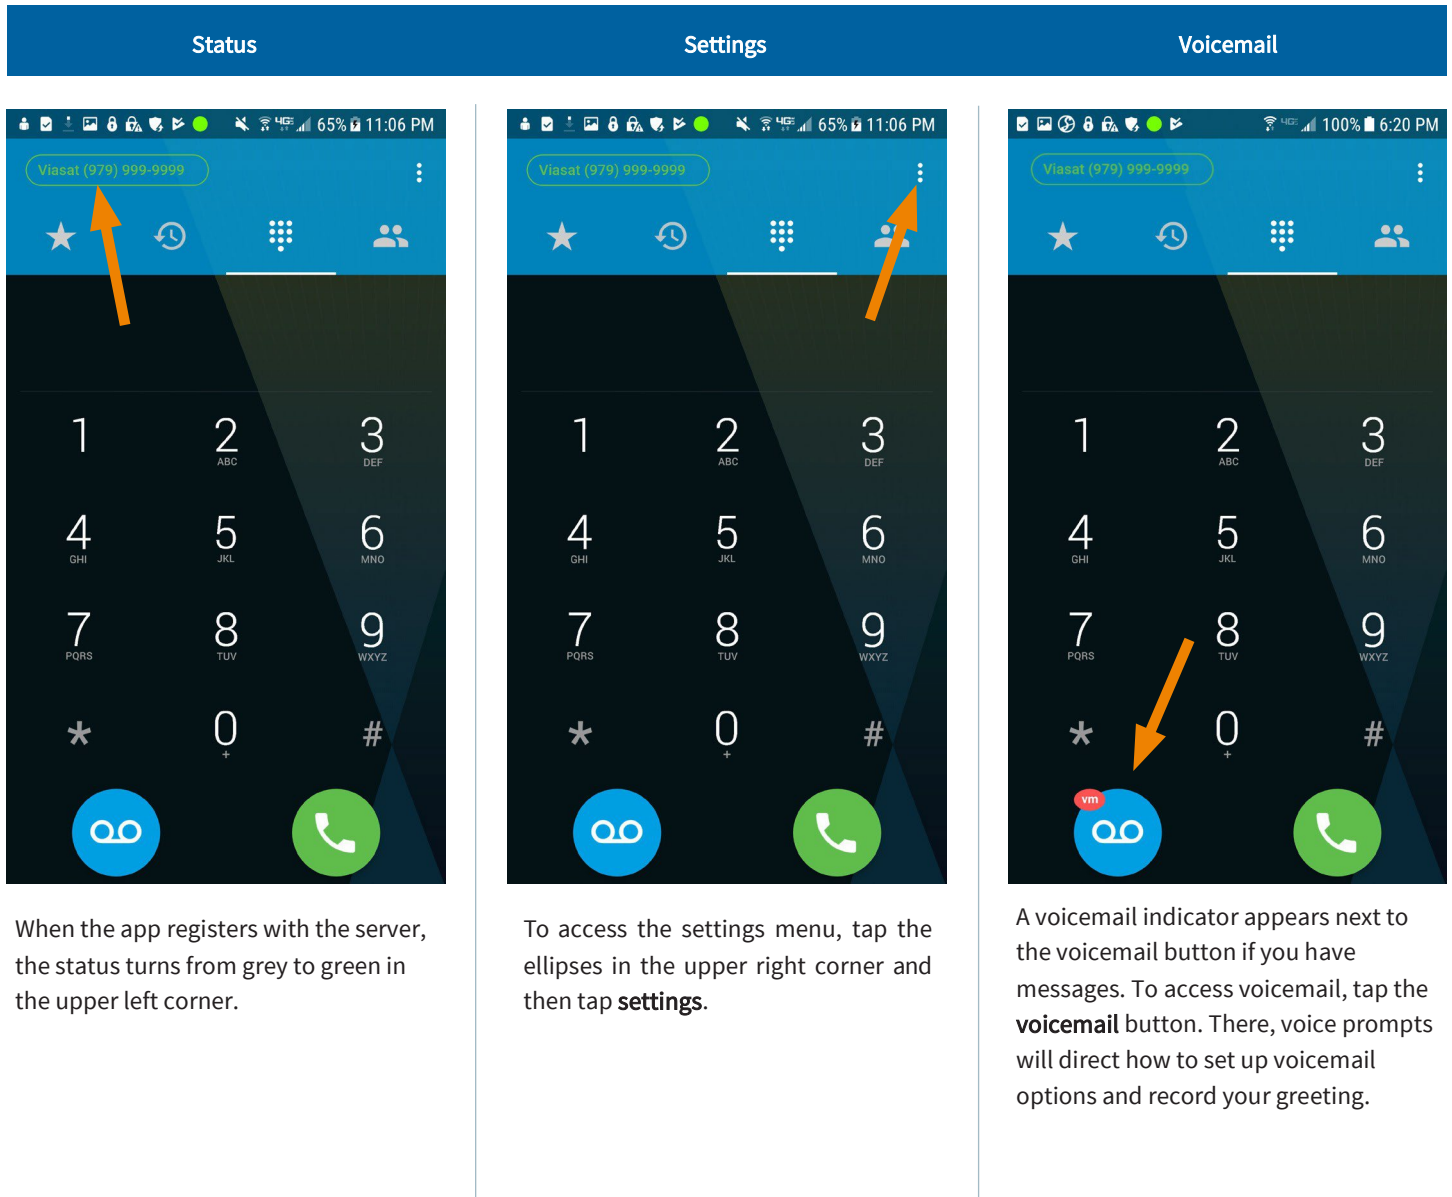 Status
Settings
Voicemail
4G 65% 11:06 PM
Viasat (979) 999-9999
1 2 3
ABC DEF
4 5 6
GHI JKL MNO
7 8 9
PQRS TUV WXYZ
* 0 #
+
When the app registers with the server,
the status turns from grey to green in
the upper left corner.
4G 65% 11:06 PM
Viasat (979) 999-9999
1 2 3
ABC DEF
4 5 6
GHI JKL MNO
7 8 9
PQRS TUV WXYZ
* 0 #
+
To access the settings menu, tap the
ellipses in the upper right corner and
then tap settings.
4G 100% 6:20 PM
Viasat (979) 999-9999
1 2 3
ABC DEF
4 5 6
GHI JKL MNO
7 8 9
PQRS TUV WXYZ
* 0 #
+
vm
A voicemail indicator appears next to
the voicemail button if you have
messages. To access voicemail, tap the
voicemail button. There, voice prompts
will direct how to set up voicemail
options and record your greeting.